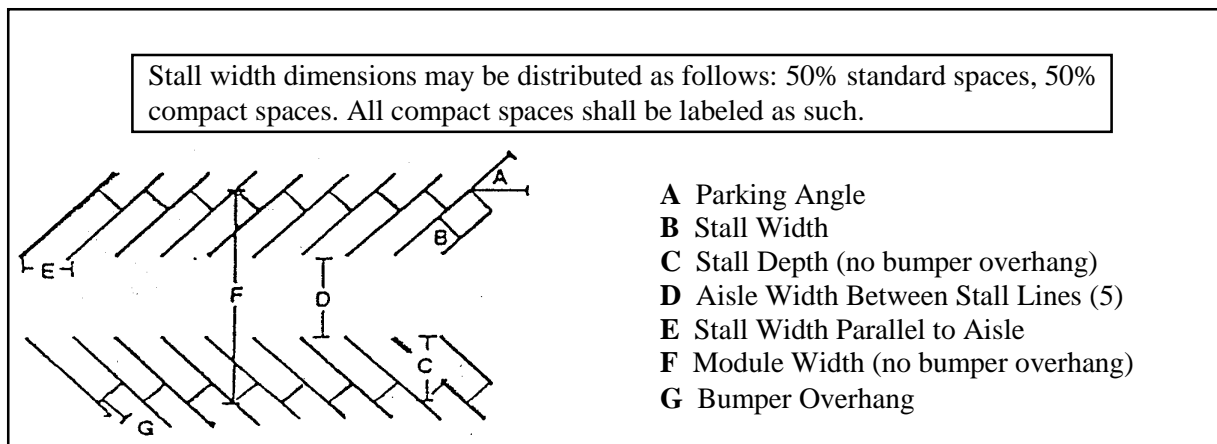 Stall width dimensions may be distributed as follows: 50% standard spaces, 50%
compact spaces. All compact spaces shall be labeled as such.
A
B
E
F
D
C
G
A Parking Angle
B Stall Width
C Stall Depth (no bumper overhang)
D Aisle Width Between Stall Lines (5)
E Stall Width Parallel to Aisle
F Module Width (no bumper overhang)
G Bumper Overhang